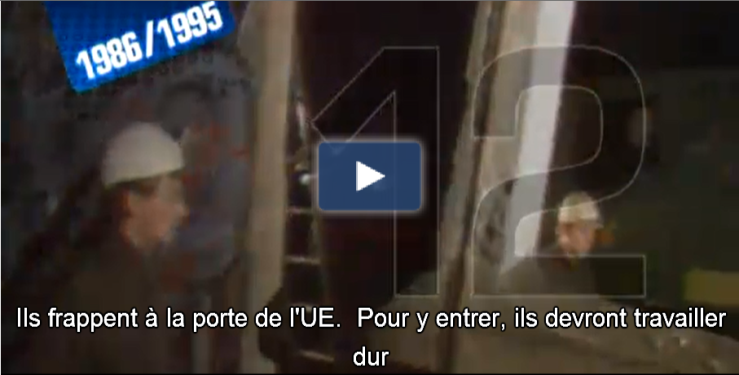 1986/1995
12
Ils frappent à la porte de l'UE. Pour y entrer, ils devront travailler
dur